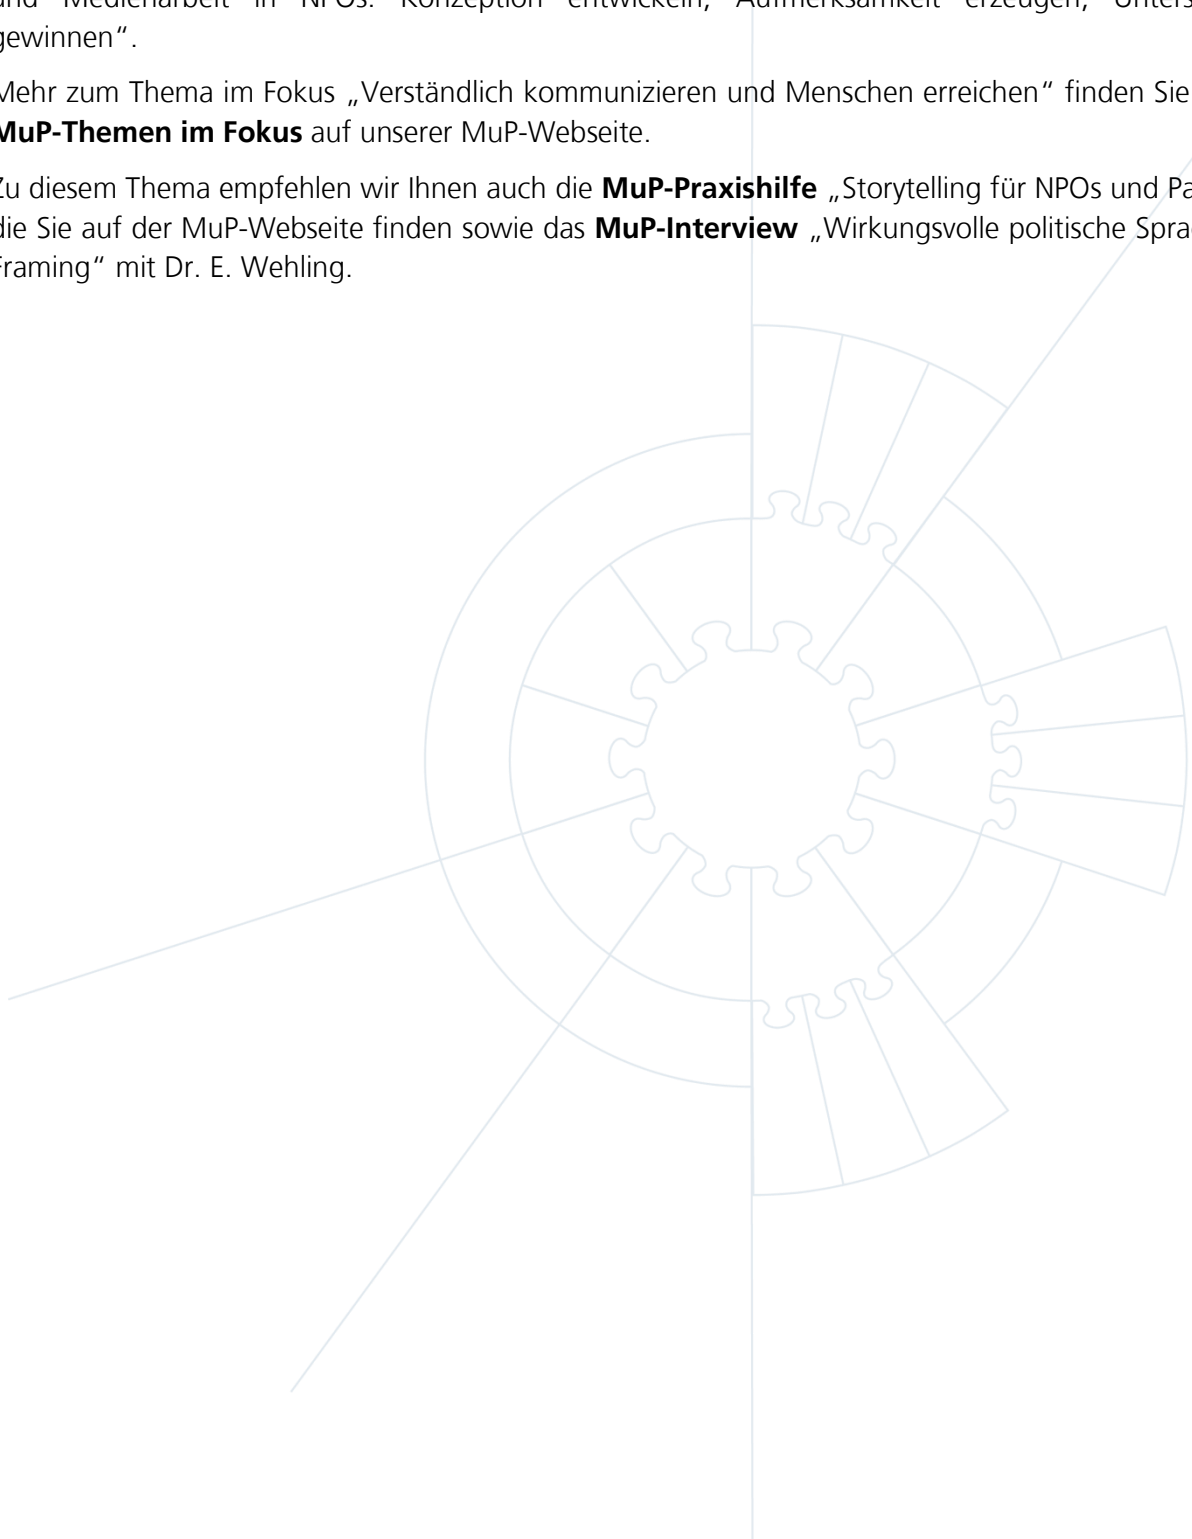 und Medienarbeit in NPOs: Konzeption entwickeln, Aufmerksamkeit erzeugen,
gewinnen“.
Mehr zum Thema im Fokus „Verständlich kommunizieren und Menschen erreichen“ finden Sie
MuP-Themen im Fokus auf unserer MuP-Webseite.
Zu diesem Thema empfehlen wir Ihnen auch die MuP-Praxishilfe „Storytelling für NPOs und
die Sie auf der MuP-Webseite finden sowie das MuP-Interview „Wirkungsvolle politische
Framing“ mit Dr. E. Wehling.